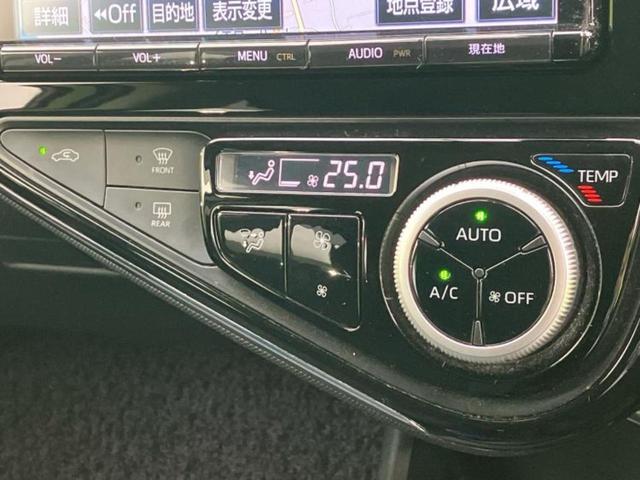 詳細 ◀◀Off 目的地 表示変更 地点登録 広域
VOL− VOL+ MENU CTRL AUDIO PWR 現在地
FRONT
REAR
25.0
TEMP
AUTO
A/C OFF